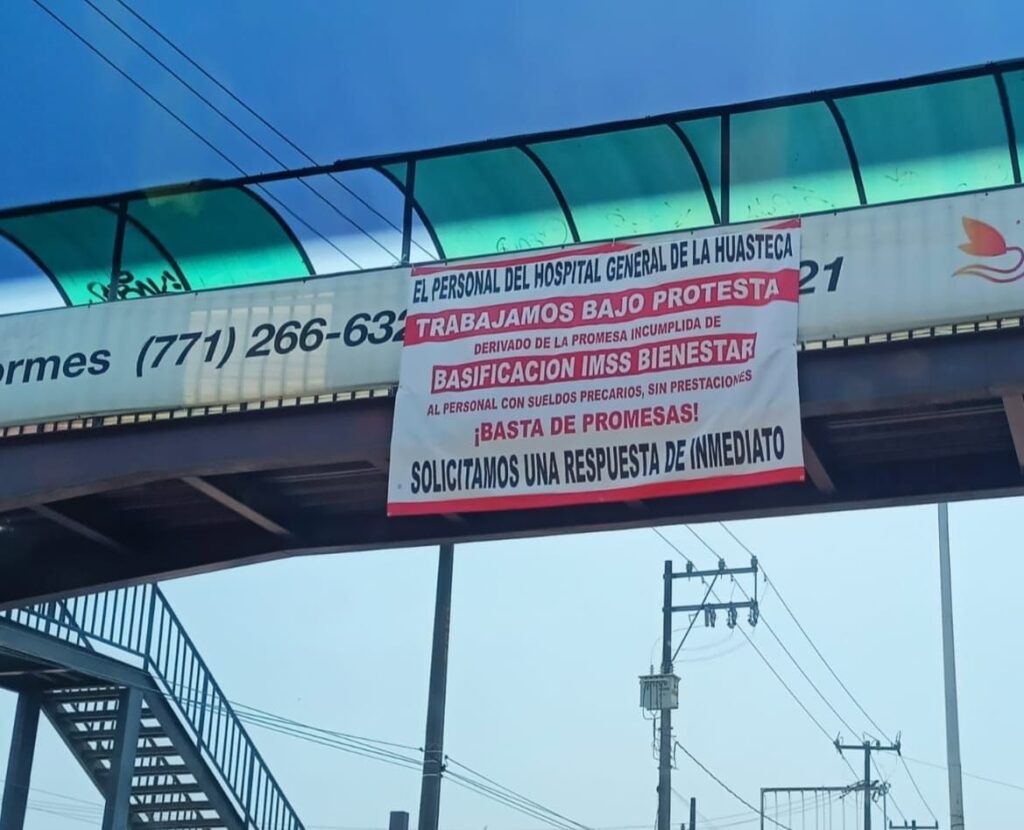 EL PERSONAL DEL HOSPITAL GENERAL DE LA HUASTECA
TRABAJAMOS BAJO PROTESTA
DERIVADO DE LA PROMESA INCUMPLIDA DE
BASIFICACION IMSS BIENESTAR
AL PERSONAL CON SUELDOS PRECARIOS, SIN PRESTACIONES
¡BASTA DE PROMESAS!
SOLICITAMOS UNA RESPUESTA DE INMEDIATO
ormes (771) 266-632 21